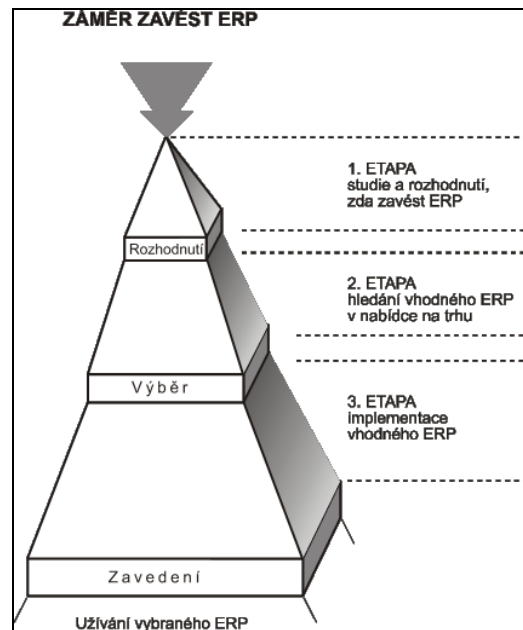 ZÁMĚR ZAVÉST ERP
1. ETAPA
studie a rozhodnutí,
zda zavést ERP
Rozhodnutí
2. ETAPA
hledání vhodného ERP
v nabídce na trhu
Výběr
3. ETAPA
implementace
vhodného ERP
Zavedení
Užívání vybraného ERP